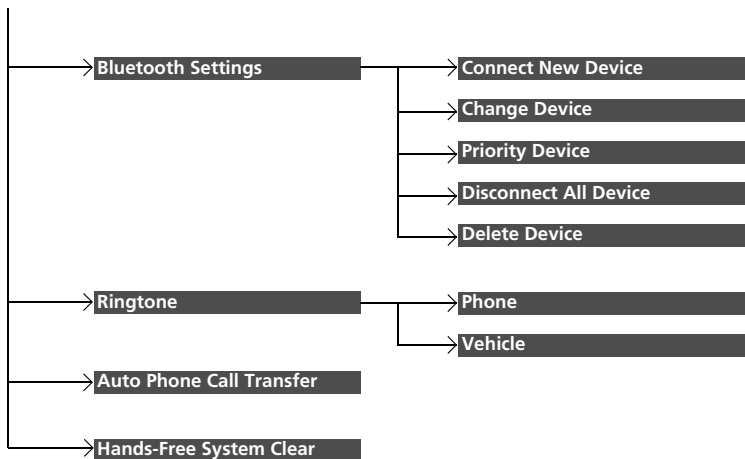 Bluetooth Settings
Connect New Device
Change Device
Priority Device
Disconnect All Device
Delete Device
Ringtone
Phone
Vehicle
Auto Phone Call Transfer
Hands-Free System Clear